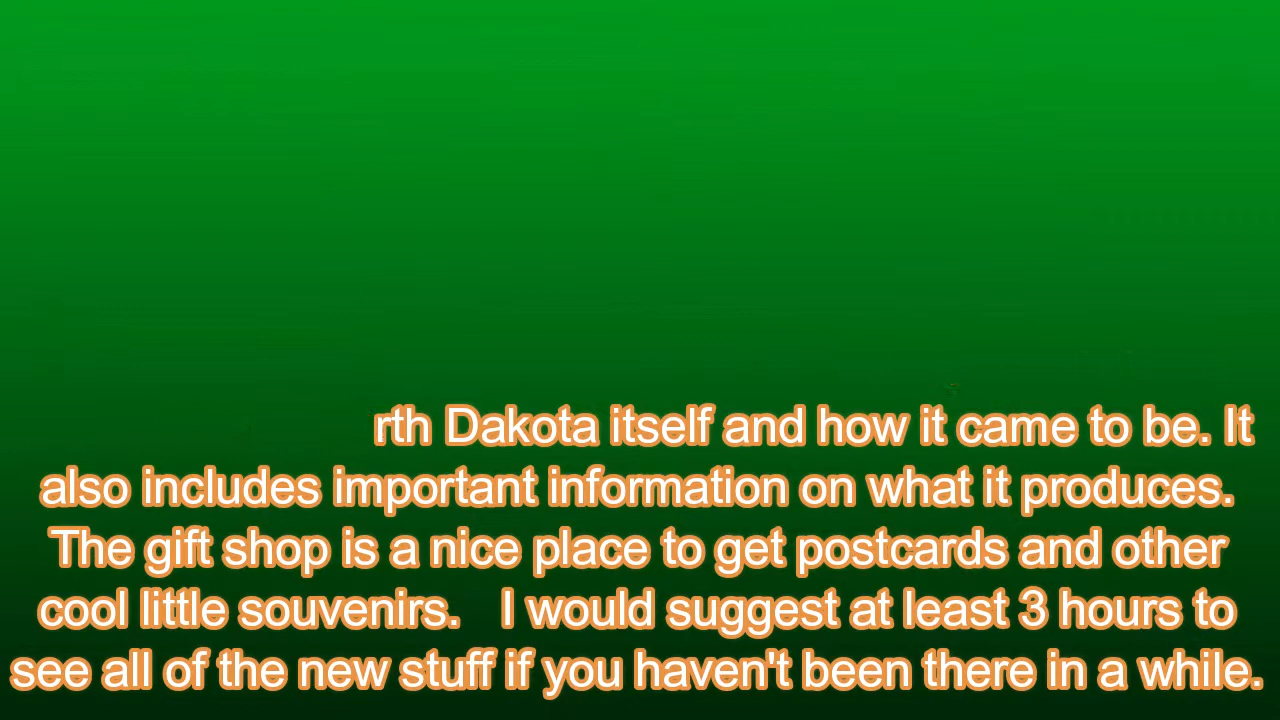 rth Dakota itself and how it came to be. It
also includes important information on what it produces.
The gift shop is a nice place to get postcards and other
cool little souvenirs.   I would suggest at least 3 hours to
see all of the new stuff if you haven't been there in a while.